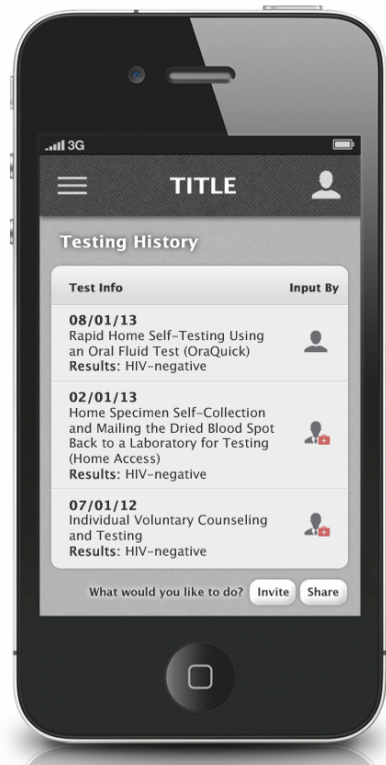 3G
TITLE
Testing History
Test Info Input By
08/01/13
Rapid Home Self-Testing Using
an Oral Fluid Test (OraQuick)
Results: HIV-negative
02/01/13
Home Specimen Self-Collection
and Mailing the Dried Blood Spot
Back to a Laboratory for Testing
(Home Access)
Results: HIV-negative
07/01/12
Individual Voluntary Counseling
and Testing
Results: HIV-negative
What would you like to do? Invite Share